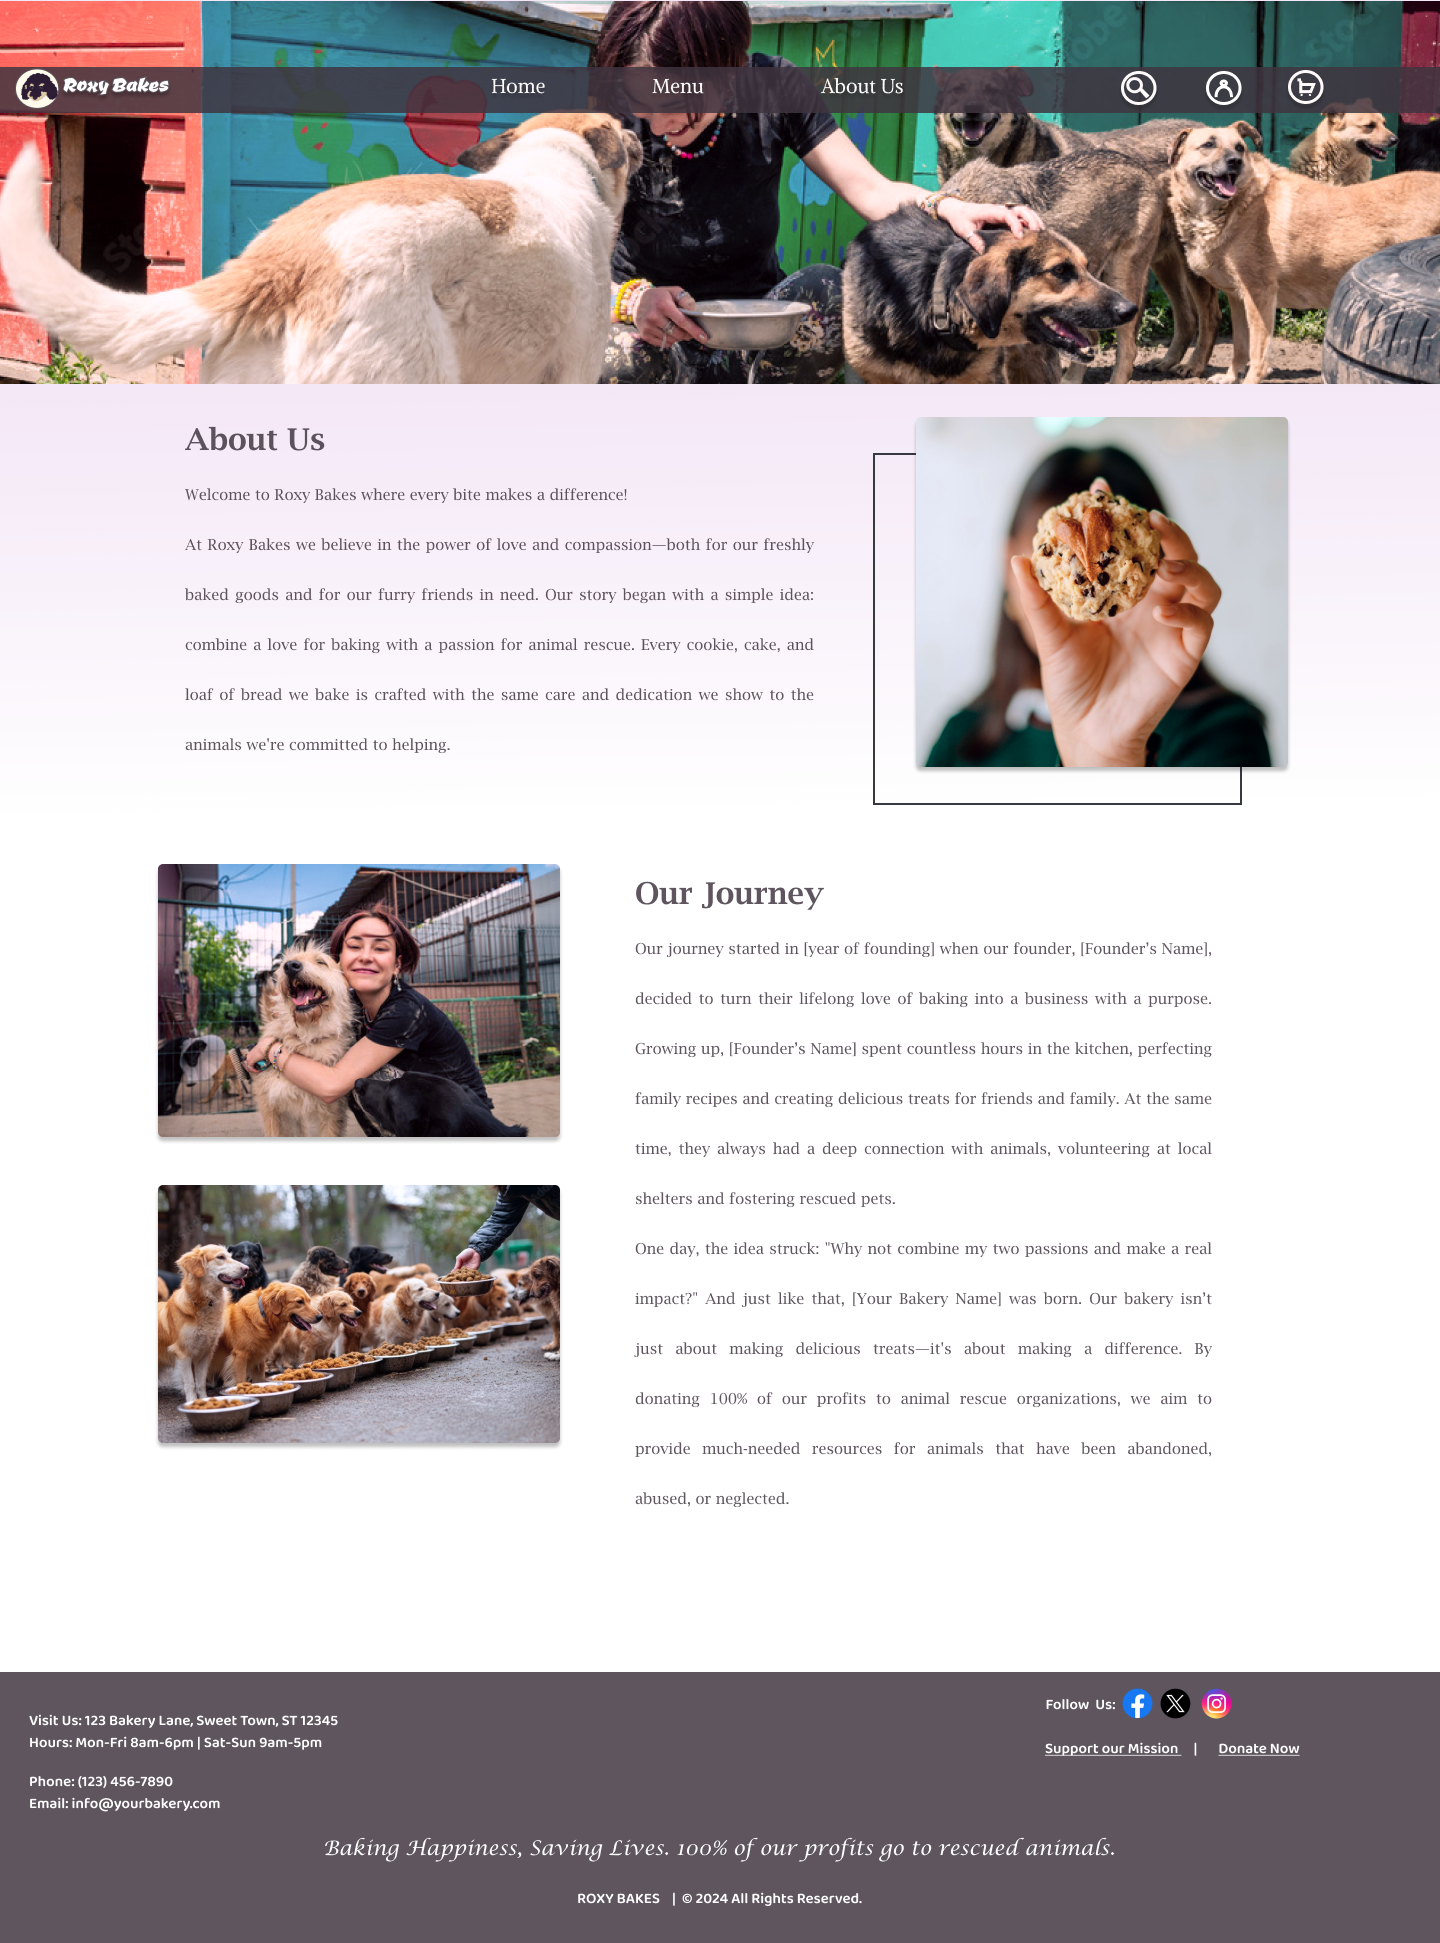 Roxy Bakes
Home
Menu
About Us
About Us
Welcome to Roxy Bakes where every bite makes a difference!
At Roxy Bakes we believe in the power of love and compassion—both for our freshly
baked goods and for our furry friends in need. Our story began with a simple idea:
combine a love for baking with a passion for animal rescue. Every cookie, cake, and
loaf of bread we bake is crafted with the same care and dedication we show to the
animals we're committed to helping.
Our Journey
Our journey started in [year of founding] when our founder, [Founder's Name],
decided to turn their lifelong love of baking into a business with a purpose.
Growing up, [Founder's Name] spent countless hours in the kitchen, perfecting
family recipes and creating delicious treats for friends and family. At the same
time, they always had a deep connection with animals, volunteering at local
shelters and fostering rescued pets.
One day, the idea struck: "Why not combine my two passions and make a real
impact?" And just like that, [Your Bakery Name] was born. Our bakery isn't
just about making delicious treats—it's about making a difference. By
donating 100% of our profits to animal rescue organizations, we aim to
provide much-needed resources for animals that have been abandoned,
abused, or neglected.
Visit Us: 123 Bakery Lane, Sweet Town, ST 12345
Hours: Mon-Fri 8am-6pm | Sat-Sun 9am-5pm
Phone: (123) 456-7890
Email: info@yourbakery.com
Follow Us:
Support our Mission | Donate Now
Baking Happiness, Saving Lives. 100% of our profits go to rescued animals.
ROXY BAKES | © 2024 All Rights Reserved.